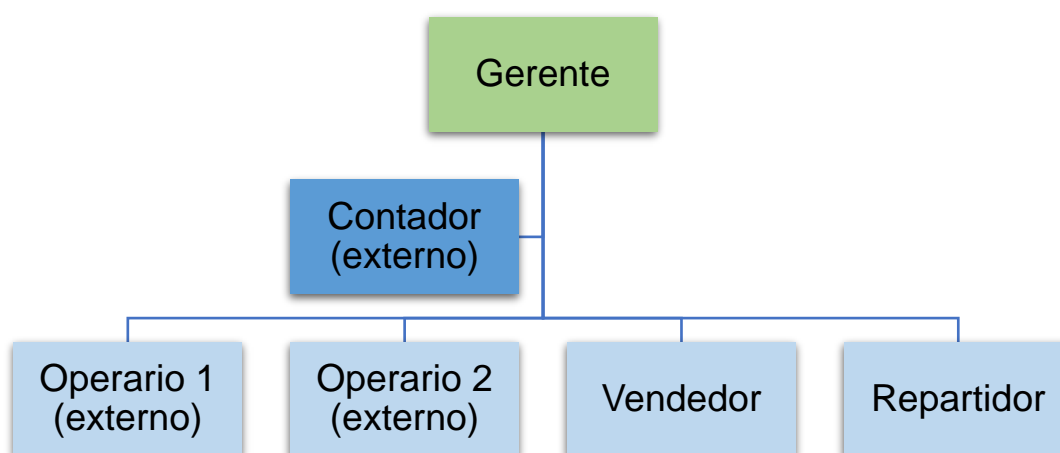 Gerente
Contador
(externo)
Operario 1
(externo)
Operario 2
(externo)
Vendedor
Repartidor